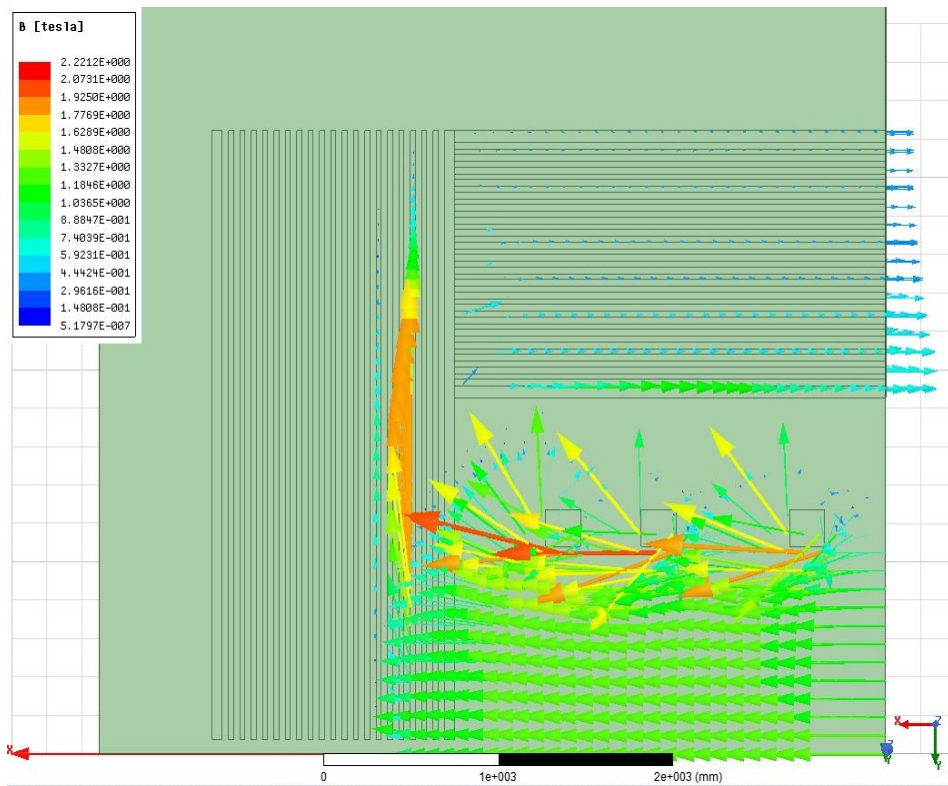 B [tesla]
2.2212E+000
2.0731E+000
1.9250E+000
1.7769E+000
1.6289E+000
1.4808E+000
1.3327E+000
1.1846E+000
1.0365E+000
8.8847E-001
7.4039E-001
5.9231E-001
4.4424E-001
2.9616E-001
1.4808E-001
5.1797E-007
X Z
Y
X
0 1e+003 2e+003 (mm)